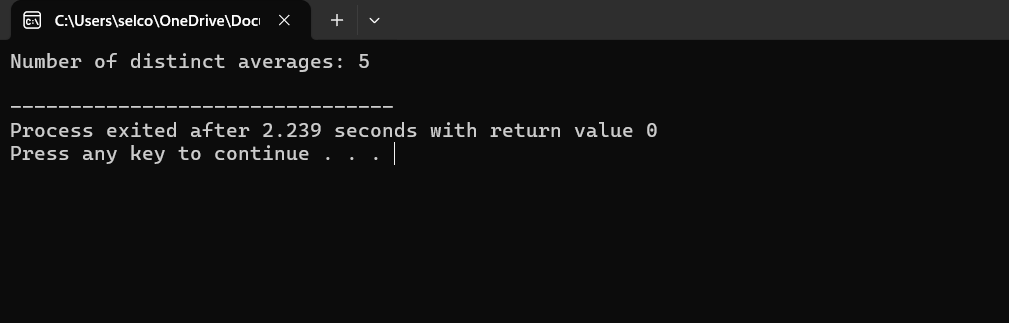 C:\Users\selco\OneDrive\Docu
Number of distinct averages: 5
--------------------------------
Process exited after 2.239 seconds with return value 0
Press any key to continue . . .